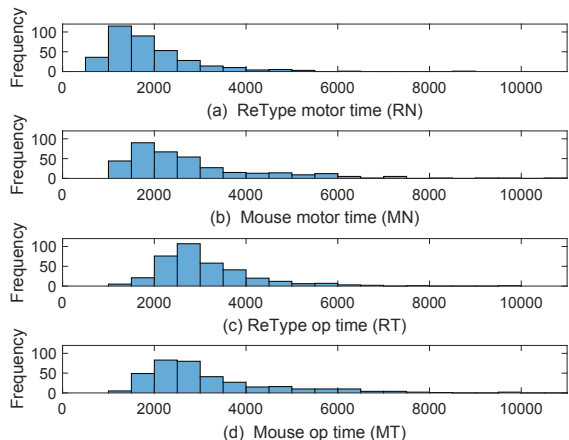 Frequency
100
50
0
0 2000 4000 6000 8000 10000
(a) ReType motor time (RN)
Frequency
100
50
0
0 2000 4000 6000 8000 10000
(b) Mouse motor time (MN)
Frequency
100
50
0
0 2000 4000 6000 8000 10000
(c) ReType op time (RT)
Frequency
100
50
0
0 2000 4000 6000 8000 10000
(d) Mouse op time (MT)